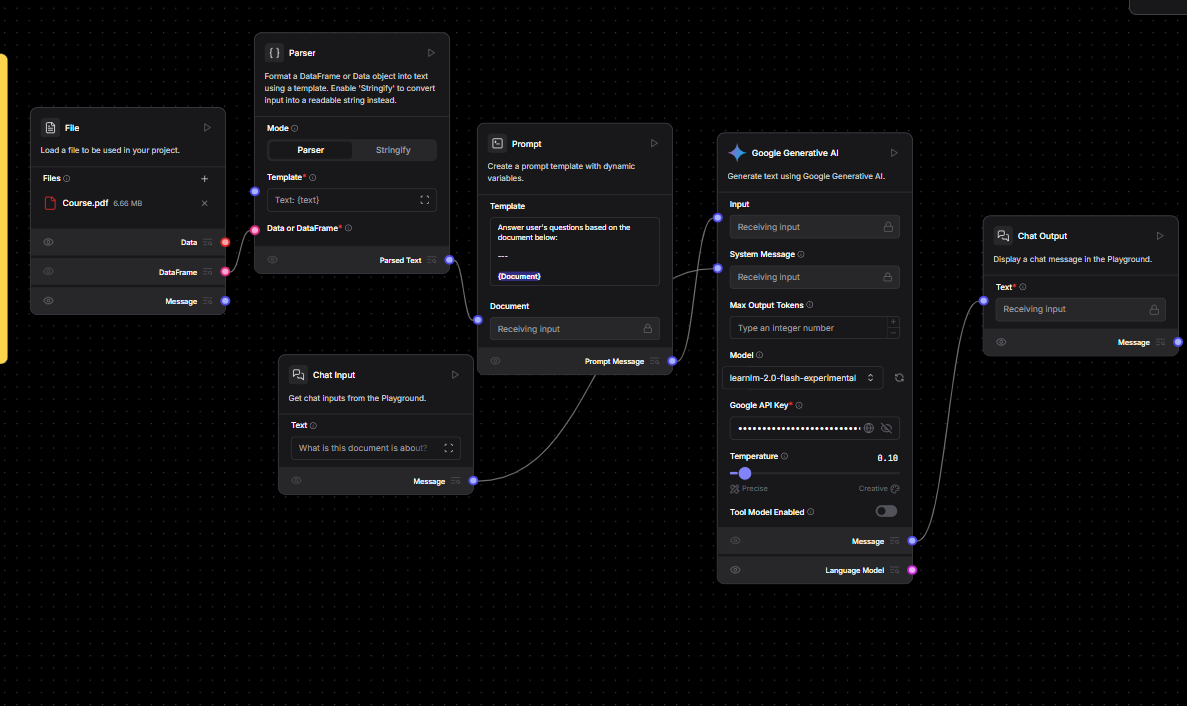 File
Load a file to be used in your project.
Files
Course.pdf 6.66 MB
Data
DataFrame
Message
Parser
Format a DataFrame or Data object into text
using a template. Enable 'Stringify' to convert
input into a readable string instead.
Mode
Parser Stringify
Template*
Text: {text}
Data or DataFrame*
Parsed Text
Chat Input
Get chat inputs from the Playground.
Text
What is this document is about?
Message
Prompt
Create a prompt template with dynamic
variables.
Template
Answer user's questions based on the
document below:
---
{Document}
Document
Receiving input
Prompt Message
Google Generative AI
Generate text using Google Generative AI.
Input
Receiving input
System Message
Receiving input
Max Output Tokens
Type an integer number
Model
learnlm-2.0-flash-experimental
Google API Key*
••••••••••••••••••••••••••
Temperature 0.10
Precise Creative
Tool Model Enabled
Message
Language Model
Chat Output
Display a chat message in the Playground.
Text*
Receiving input
Message